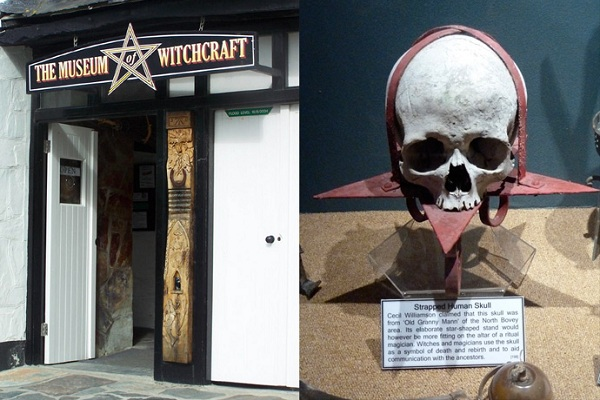 THE MUSEUM of WITCHCRAFT
OPEN
Strapped Human Skull
Cecil Williamson claimed that this skull was
from 'Old Granny Mann' of the North Bovey
area. Its elaborate star-shaped stand would
however be more fitting on the altar of a ritual
magician. Witches and magicians use the skull
as a symbol of death and rebirth and to aid
communication with the ancestors.